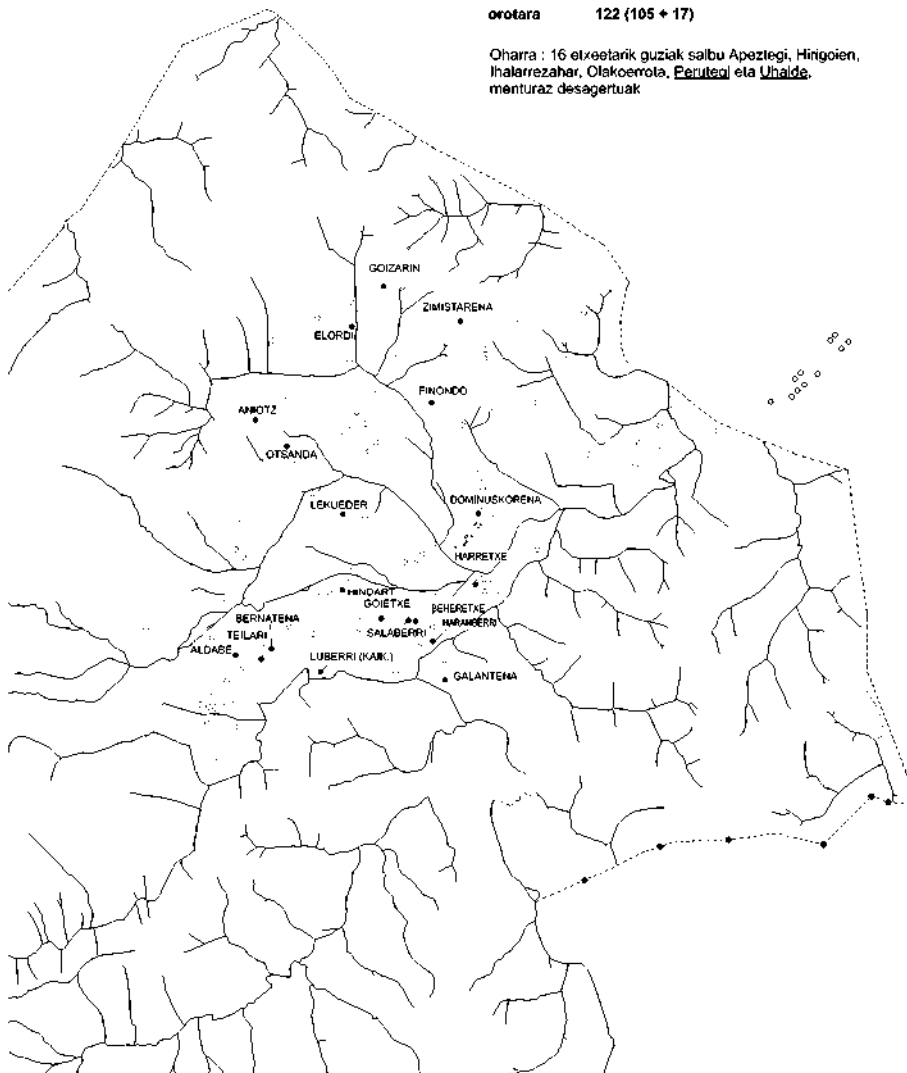 orotara 122 (105 + 17)
Oharra : 16 etxeetarik guziak salbu Apeztegi, Hirigoien,
Ihalarrezahar, Olakoerrota, Perutegi eta Uhalde,
menturaz desagertuak
GOIZARIN
ZIMISTARENA
ELORDI
FINONDO
ANIOTZ
OTSANDA
LEKUEDER
DOMINUSKORENA
HARRETXE
HINDART
GOIETXE
BEHERETXE
BERNATENA
HARANBERRI
TEILARI
SALABERRI
ALDABE
LUBERRI (KAIK.)
GALANTENA